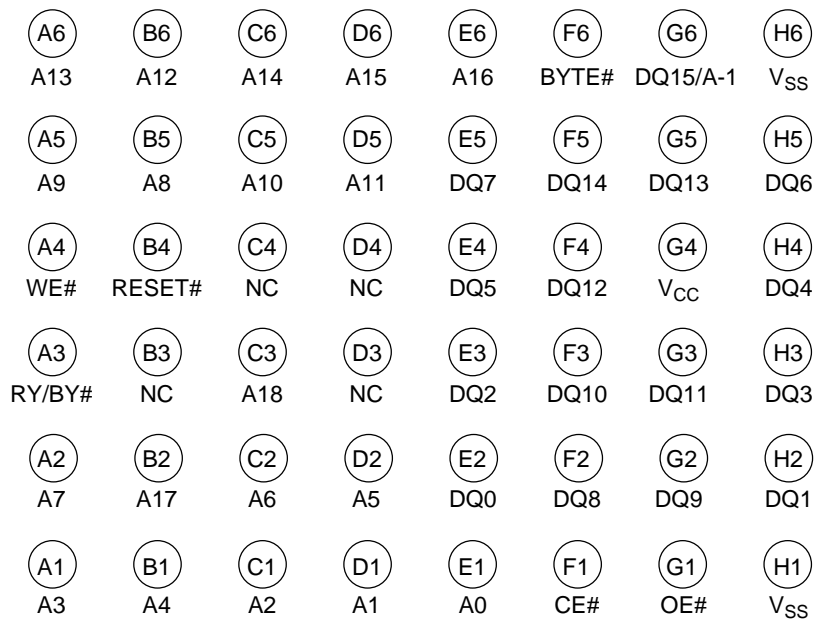 A6 B6 C6 D6 E6 F6 G6 H6
A13 A12 A14 A15 A16 BYTE# DQ15/A-1 VSS
A5 B5 C5 D5 E5 F5 G5 H5
A9 A8 A10 A11 DQ7 DQ14 DQ13 DQ6
A4 B4 C4 D4 E4 F4 G4 H4
WE# RESET# NC NC DQ5 DQ12 VCC DQ4
A3 B3 C3 D3 E3 F3 G3 H3
RY/BY# NC A18 NC DQ2 DQ10 DQ11 DQ3
A2 B2 C2 D2 E2 F2 G2 H2
A7 A17 A6 A5 DQ0 DQ8 DQ9 DQ1
A1 B1 C1 D1 E1 F1 G1 H1
A3 A4 A2 A1 A0 CE# OE# VSS